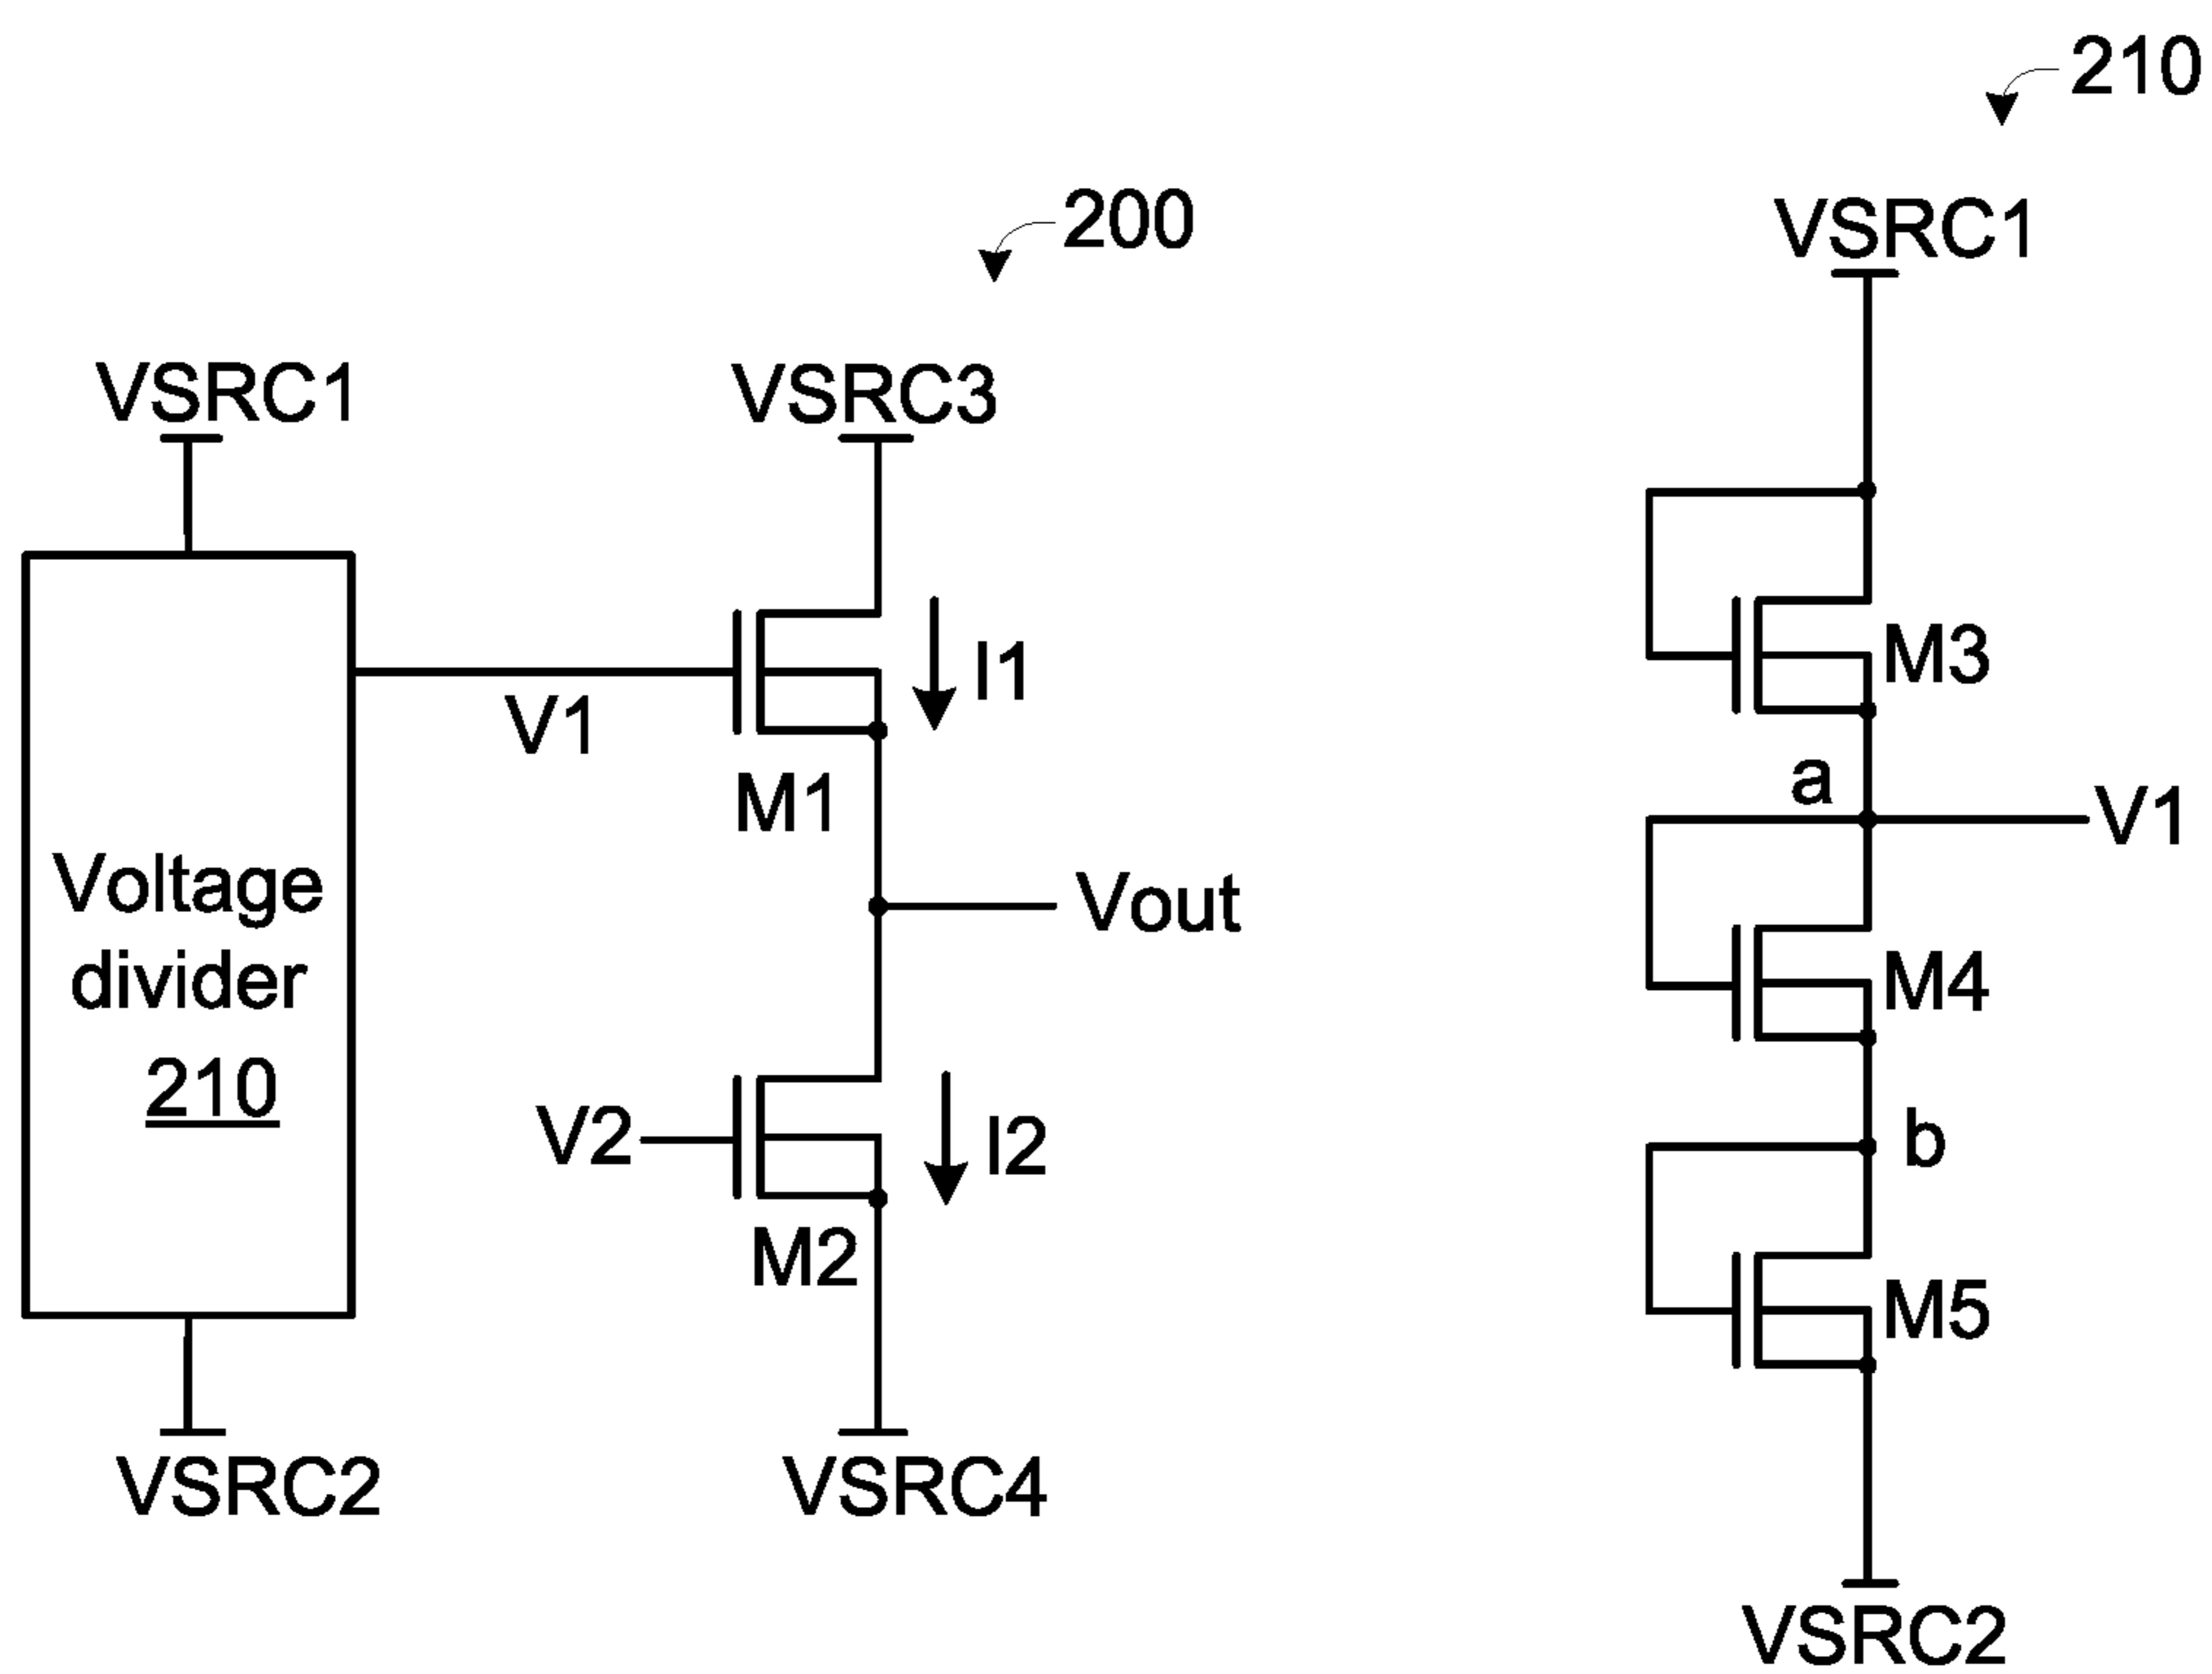 200
VSRC1
VSRC3
I1
V1
M1
Voltage
divider
210
Vout
V2
I2
M2
VSRC2
VSRC4
210
VSRC1
M3
a
V1
M4
b
M5
VSRC2